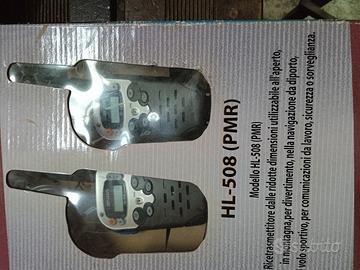 HL-508 (PMR)
Modello HL-508 (PMR)
Ricetrasmettitore dalle ridotte dimensioni utilizzabile all'aperto,
in montagna, per divertimento, nella navigazione da diporto,
volo sportivo, per comunicazioni da lavoro, sicurezza o sorveglianza.